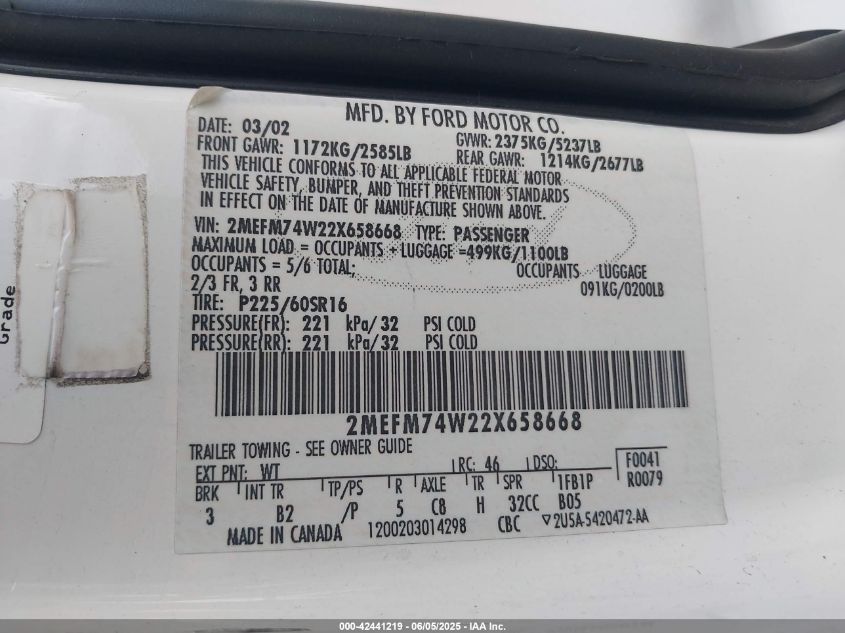 MFD. BY FORD MOTOR CO.
DATE: 03/02 GVWR: 2375KG/5237LB
FRONT GAWR: 1172KG/2585LB REAR GAWR: 1214KG/2677LB
THIS VEHICLE CONFORMS TO ALL APPLICABLE FEDERAL MOTOR
VEHICLE SAFETY, BUMPER, AND THEFT PREVENTION STANDARDS
IN EFFECT ON THE DATE OF MANUFACTURE SHOWN ABOVE.
VIN: 2MEFM74W22X658668 TYPE: PASSENGER
MAXIMUM LOAD = OCCUPANTS + LUGGAGE =499KG/1100LB
OCCUPANTS = 5/6 TOTAL; OCCUPANTS LUGGAGE
2/3 FR, 3 RR 091KG/0200LB
TIRE: P225/60SR16
PRESSURE(FR): 221 kPa/32 PSI COLD
PRESSURE(RR): 221 kPa/32 PSI COLD
2MEFM74W22X658668
TRAILER TOWING - SEE OWNER GUIDE
EXT PNT: WT RC: 46 DSO: F0041
BRK INT TR TP/PS R AXLE TR SPR 1FB1P R0079
3 B2 /P 5 CB H 32CC B05
MADE IN CANADA 1200203014298 CBC ▽2U5A-5420472-AA
Grade
000-42441219 | 06/05/2025 - IAA Inc.